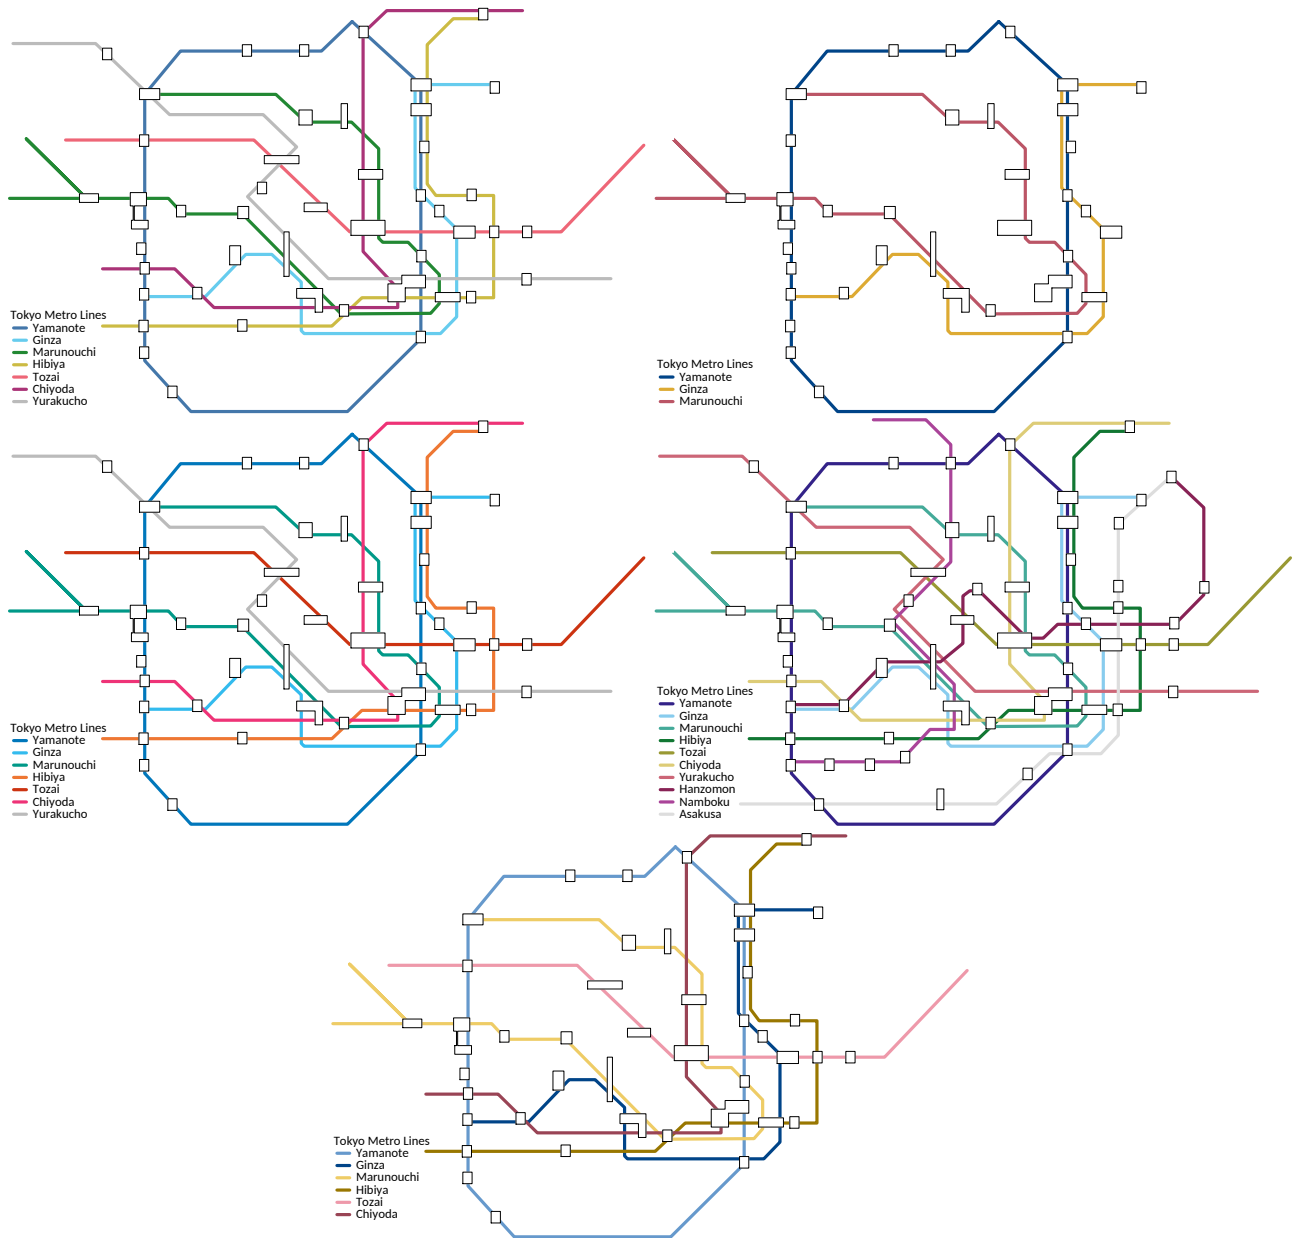 Tokyo Metro Lines
Yamanote
Ginza
Marunouchi
Hibiya
Tozai
Chiyoda
Yurakucho
Tokyo Metro Lines
Yamanote
Ginza
Marunouchi
Tokyo Metro Lines
Yamanote
Ginza
Marunouchi
Hibiya
Tozai
Chiyoda
Yurakucho
Tokyo Metro Lines
Yamanote
Ginza
Marunouchi
Hibiya
Tozai
Chiyoda
Yurakucho
Hanzomon
Namboku
Asakusa
Tokyo Metro Lines
Yamanote
Ginza
Marunouchi
Hibiya
Tozai
Chiyoda